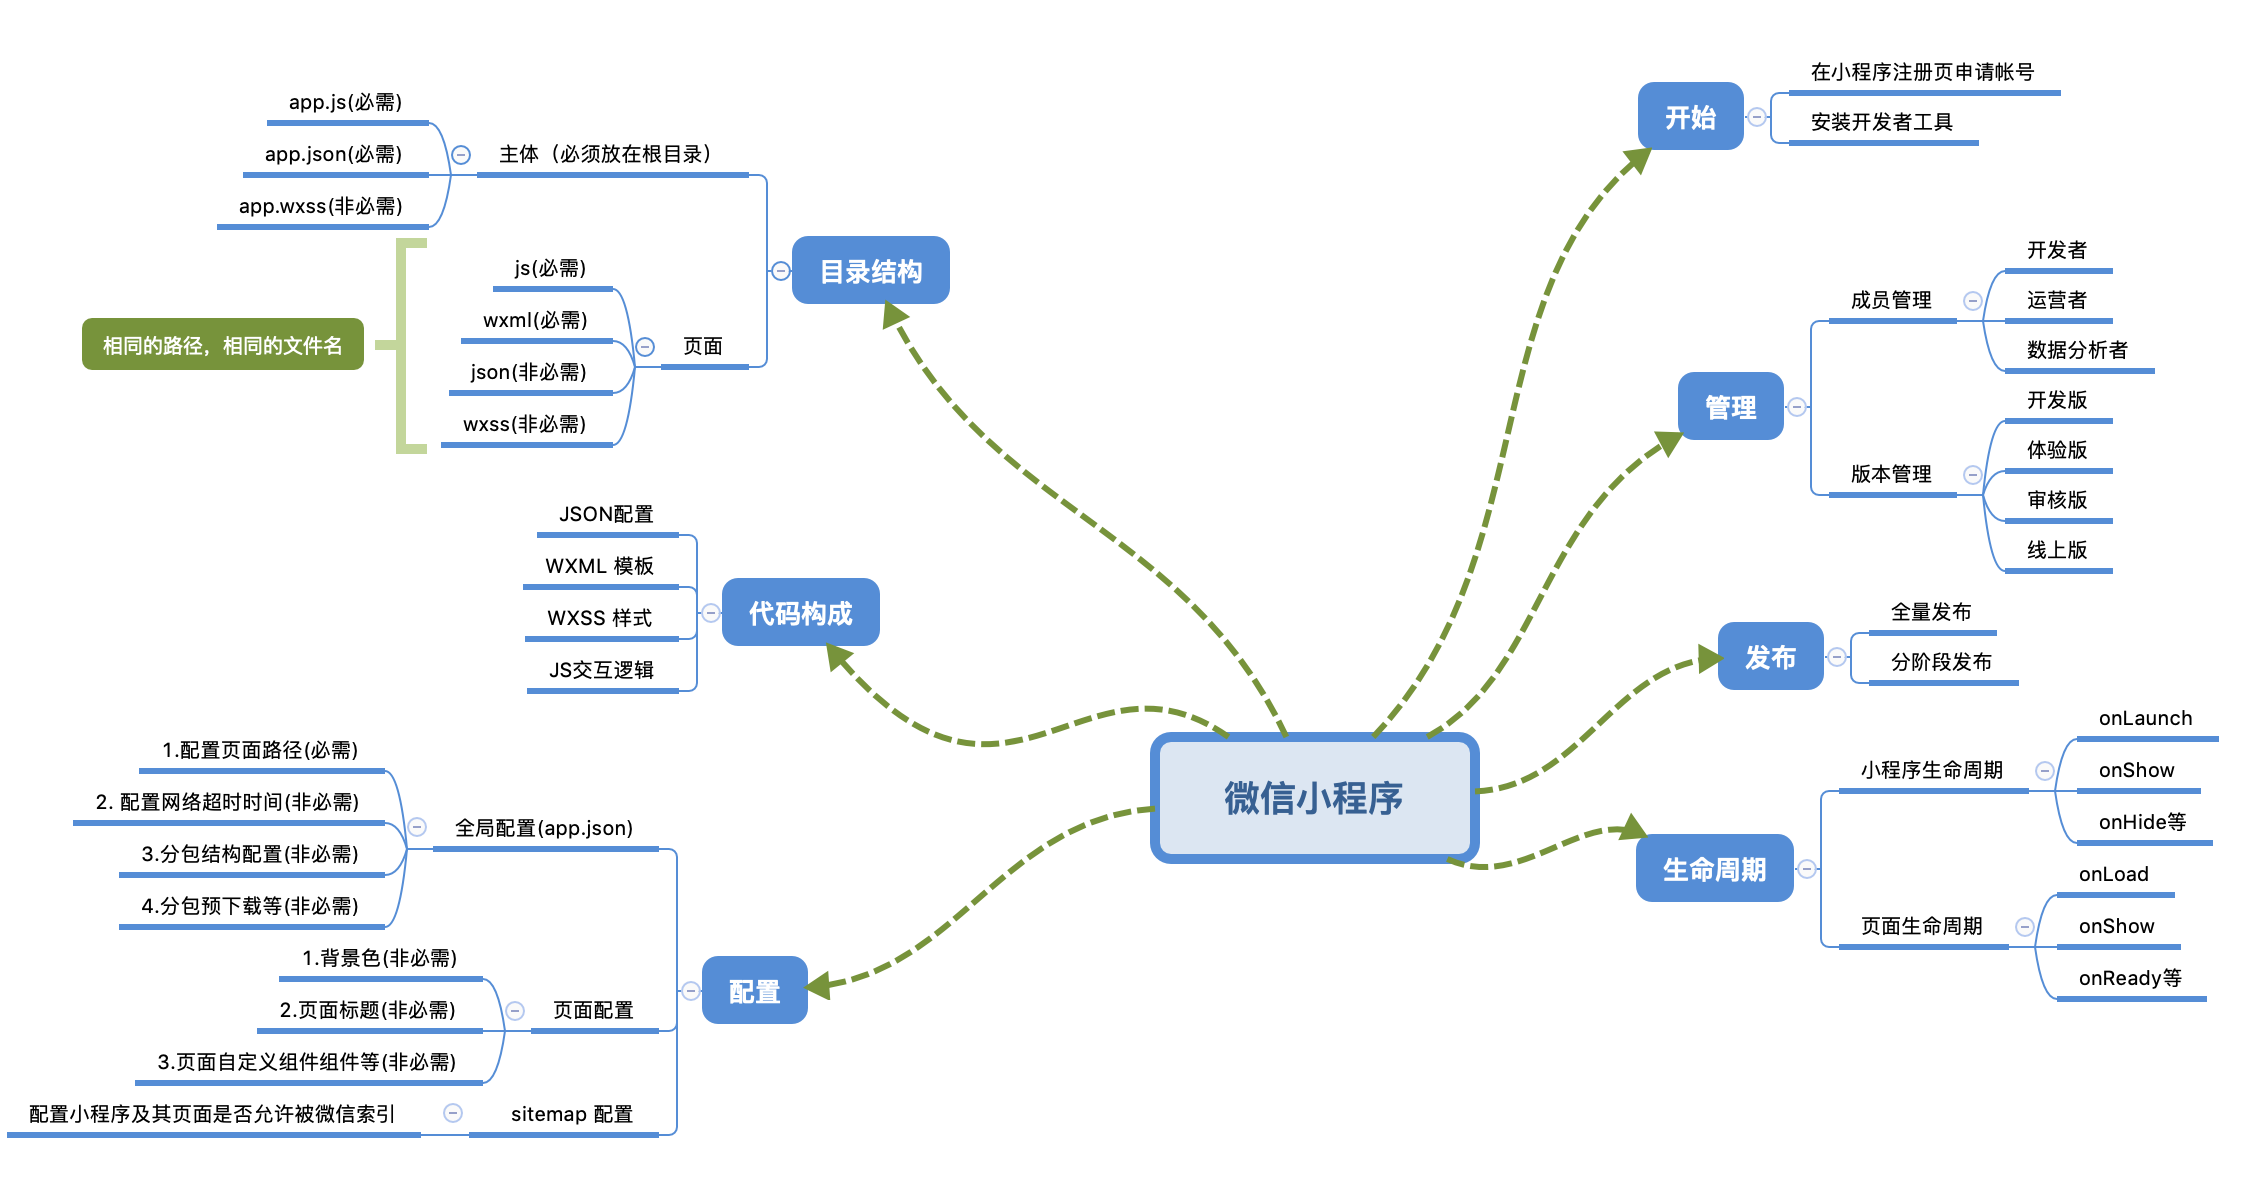 微信小程序
开始
在小程序注册页申请帐号
安装开发者工具
管理
成员管理
开发者
运营者
数据分析者
版本管理
开发版
体验版
审核版
线上版
发布
全量发布
分阶段发布
生命周期
小程序生命周期
onLaunch
onShow
onHide等
页面生命周期
onLoad
onShow
onReady等
目录结构
主体（必须放在根目录）
app.js(必需)
app.json(必需)
app.wxss(非必需)
页面
js(必需)
wxml(必需)
json(非必需)
wxss(非必需)
相同的路径，相同的文件名
代码构成
JSON配置
WXML 模板
WXSS 样式
JS交互逻辑
配置
全局配置(app.json)
1.配置页面路径(必需)
2. 配置网络超时时间(非必需)
3.分包结构配置(非必需)
4.分包预下载等(非必需)
页面配置
1.背景色(非必需)
2.页面标题(非必需)
3.页面自定义组件组件等(非必需)
sitemap 配置
配置小程序及其页面是否允许被微信索引